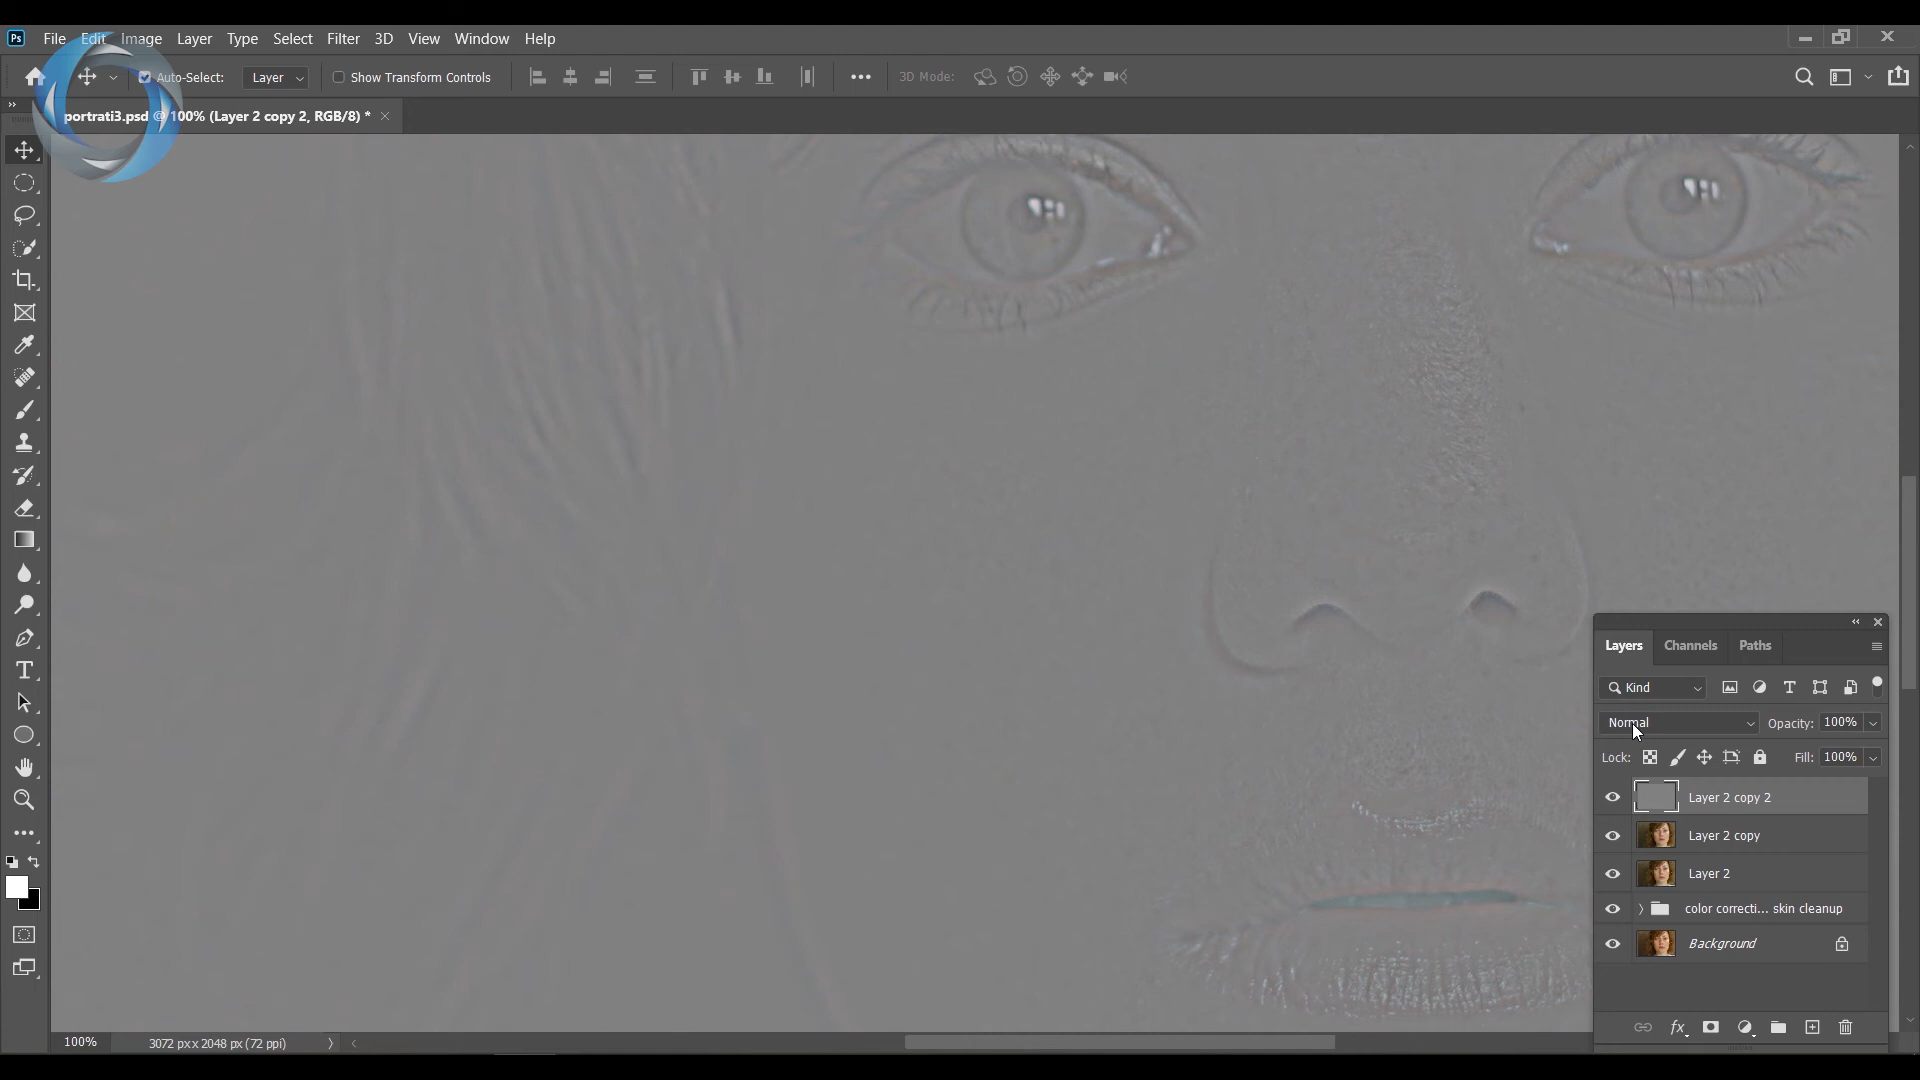 Ps File Edit Image Layer Type Select Filter 3D View Window Help
Auto-Select: Layer Show Transform Controls 3D Mode:
portrati3.psd @ 100% (Layer 2 copy 2, RGB/8) *
Layers Channels Paths
Kind
Normal Opacity: 100%
Lock: Fill: 100%
Layer 2 copy 2
Layer 2 copy
Layer 2
color correcti... skin cleanup
Background
100% 3072 px x 2048 px (72 ppi)